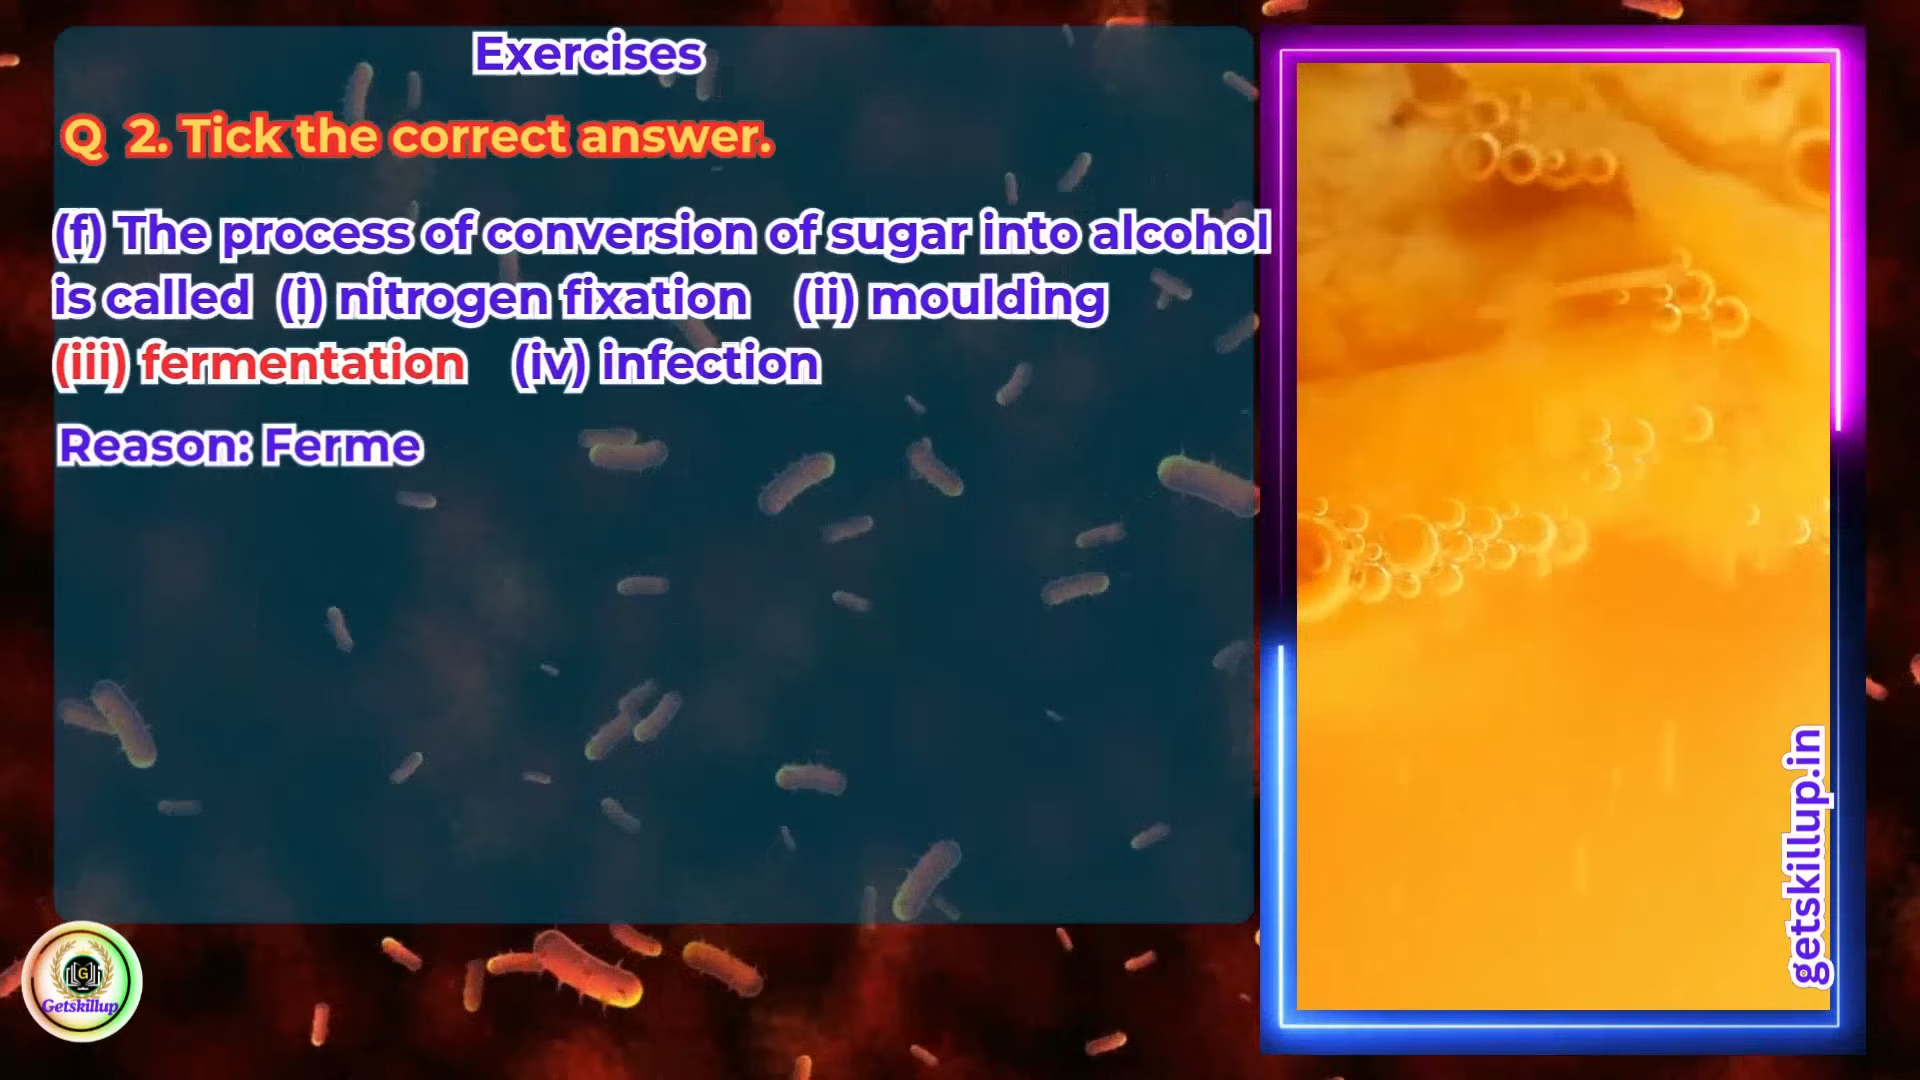 Exercises
Q 2. Tick the correct answer.
(f) The process of conversion of sugar into alcohol
is called (i) nitrogen fixation (ii) moulding
(iii) fermentation (iv) infection
Reason: Ferme
getskillup.in
G
Getskillup